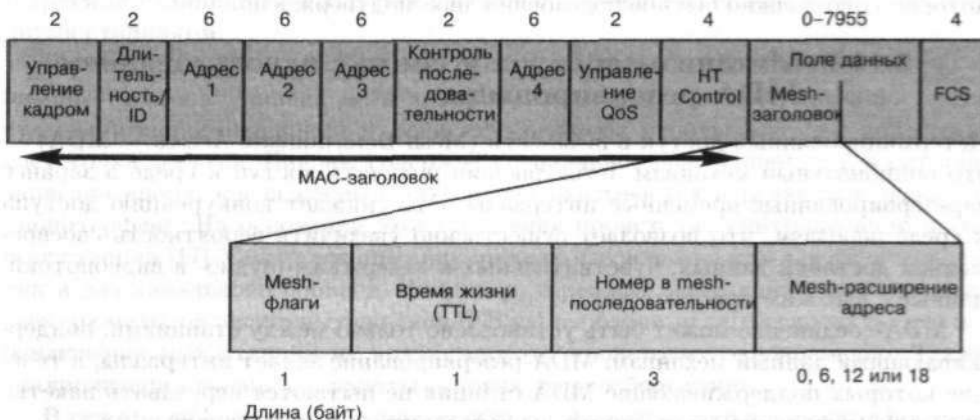 2 2 6 6 6 2 6 2 4 0–7955 4
Управ-
ление
кадром
Дли-
тель-
ность/
ID
Адрес
1
Адрес
2
Адрес
3
Контроль
после-
дова
тельности
Адрес
4
Управле-
ние
QoS
HT
Control
Поле данных
Mesh-
заголовок
FCS
MAC-заголовок
Mesh-
флаги
Время жизни
(TTL)
Номер в mesh-
последовательности
Mesh-расширение
адреса
1 1 3 0, 6, 12 или 18
Длина (байт)